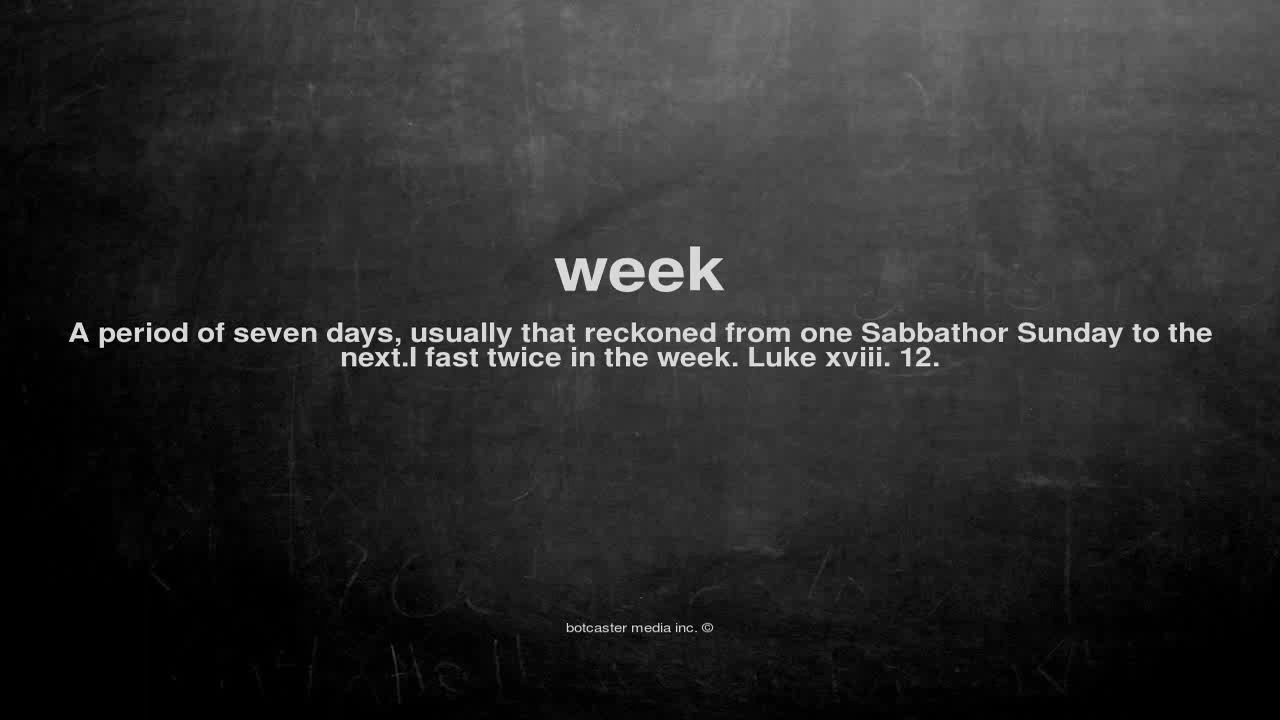 week
A period of seven days, usually that reckoned from one Sabbathor Sunday to the
next.I fast twice in the week. Luke xviii. 12.
botcaster media inc. ©